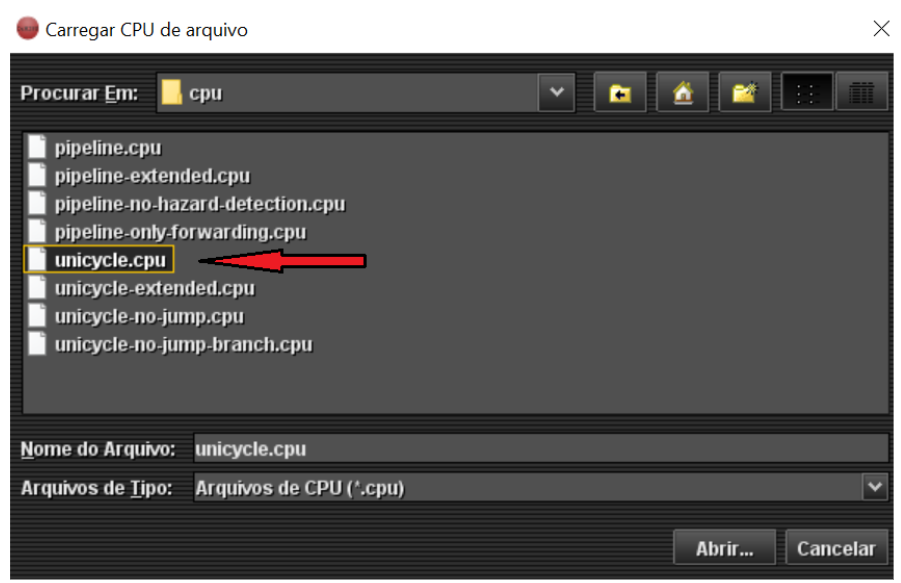 Carregar CPU de arquivo
Procurar Em: cpu
pipeline.cpu
pipeline-extended.cpu
pipeline-no-hazard-detection.cpu
pipeline-only-forwarding.cpu
unicycle.cpu
unicycle-extended.cpu
unicycle-no-jump.cpu
unicycle-no-jump-branch.cpu
Nome do Arquivo: unicycle.cpu
Arquivos de Tipo: Arquivos de CPU (*.cpu)
Abrir... Cancelar